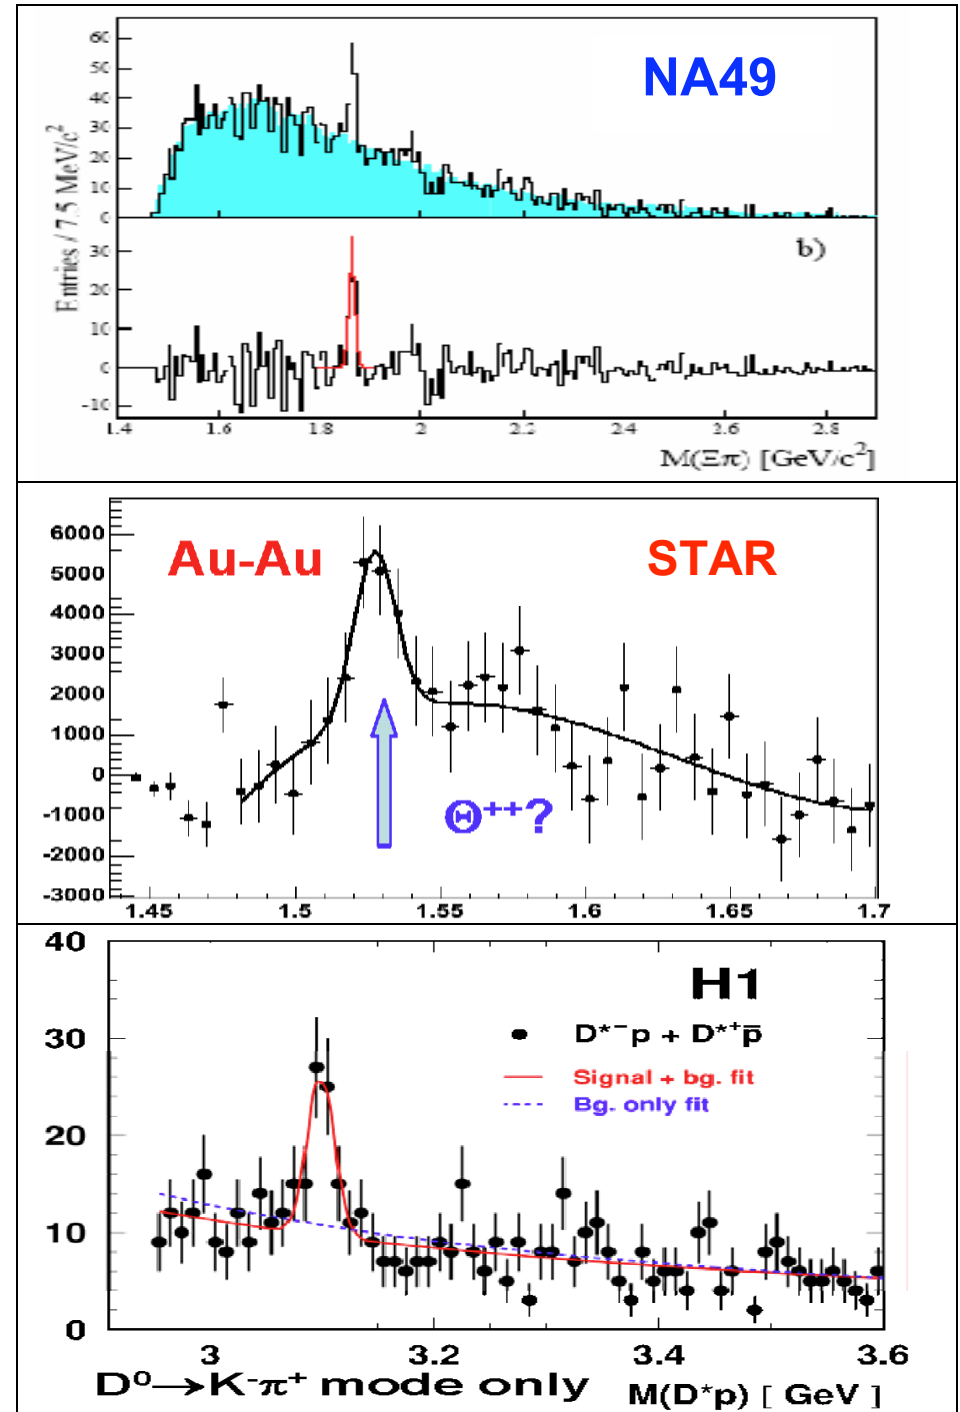 NA49
60
50
40
30
20
10
0
Entries / 7.5 MeV/c²
b)
30
20
10
0
-10
1.4 1.6 1.8 2 2.2 2.4 2.6 2.8
M(Ξπ) [GeV/c²]
Au-Au STAR
6000
5000
4000
3000
2000
1000
0
-1000
-2000
-3000
Θ⁺⁺?
1.45 1.5 1.55 1.6 1.65 1.7
40
30
20
10
0
H1
D*⁻p + D*⁺p̅
Signal + bg. fit
Bg. only fit
3 3.2 3.4 3.6
D⁰→K⁻π⁺ mode only M(D*p) [ GeV ]